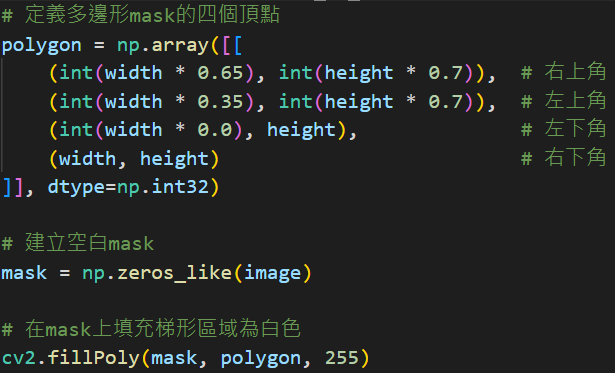 # 定義多邊形mask的四個頂點
polygon = np.array([[
    (int(width * 0.65), int(height * 0.7)),  # 右上角
    (int(width * 0.35), int(height * 0.7)),  # 左上角
    (int(width * 0.0), height),              # 左下角
    (width, height)                          # 右下角
]], dtype=np.int32)
# 建立空白mask
mask = np.zeros_like(image)
# 在mask上填充梯形區域為白色
cv2.fillPoly(mask, polygon, 255)